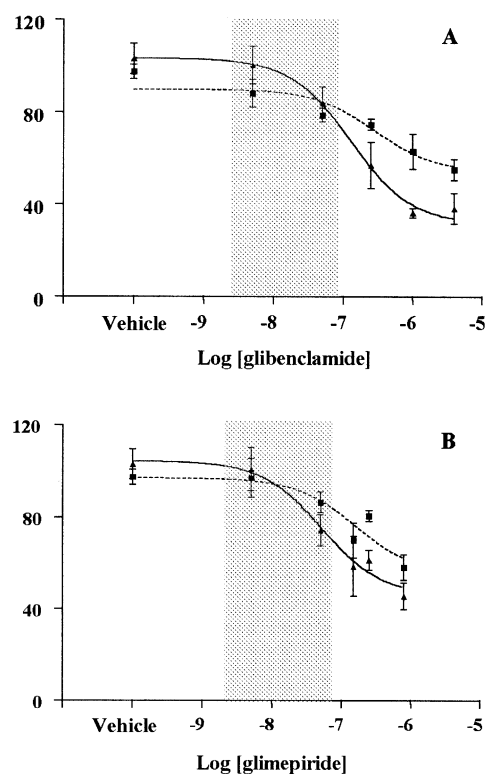 120
A
80
40
0
Vehicle -9 -8 -7 -6 -5
Log [glibenclamide]
120
B
80
40
0
Vehicle -9 -8 -7 -6 -5
Log [glimepiride]